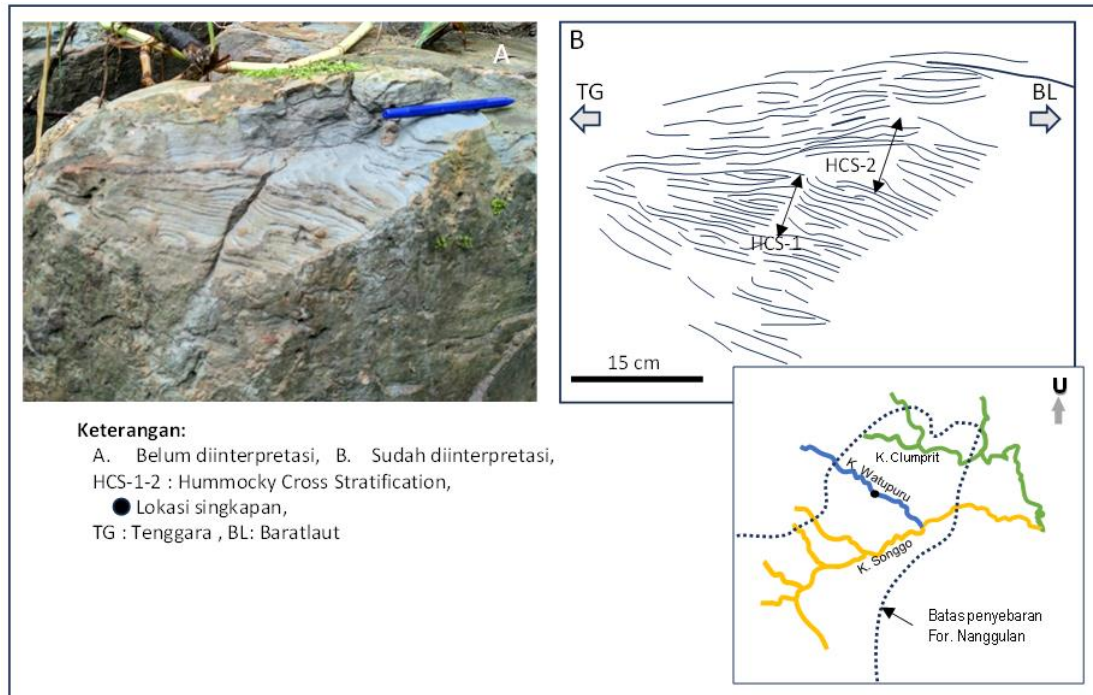 A
B
TG
BL
HCS-2
HCS-1
15 cm
Keterangan:
A. Belum diinterpretasi, B. Sudah diinterpretasi,
HCS-1-2 : Hummocky Cross Stratification,
Lokasi singkapan,
TG : Tenggara , BL: Baratlaut
U
K. Clumprit
K. Watupuru
K. Songgo
Batas penyebaran
For. Nanggulan